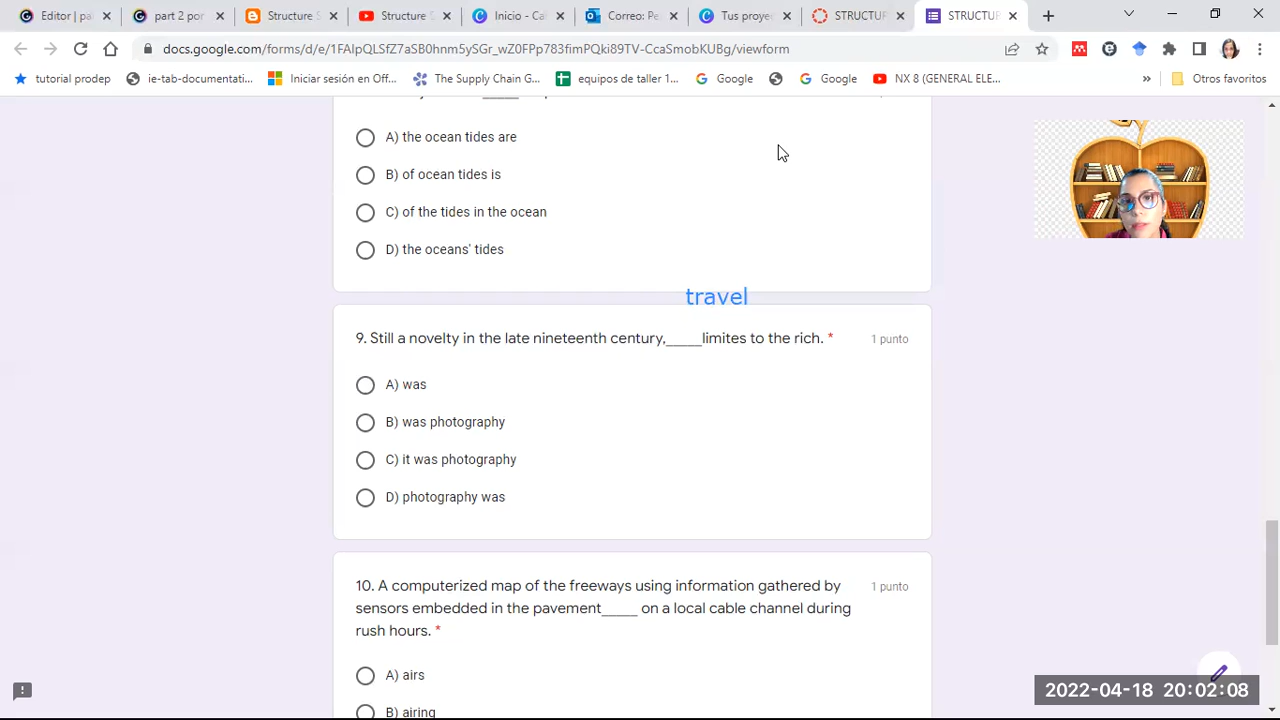 Editor | pa
part 2 por
Structure S
Structure S
Inicio - Ca
Correo: Pe
Tus proye
STRUCTUR
STRUCTUR
docs.google.com/forms/d/e/1FAIpQLSfZ7aSB0hnm5ySGr_wZ0FPp783fimPQki89TV-CcaSmobKUBg/viewform
tutorial prodep
ie-tab-documentati...
Iniciar sesión en Off...
The Supply Chain G...
equipos de taller 1...
Google
Google
NX 8 (GENERAL ELE...
»
Otros favoritos
A) the ocean tides are
B) of ocean tides is
C) of the tides in the ocean
D) the oceans' tides
travel
9. Still a novelty in the late nineteenth century,_____limites to the rich. *
1 punto
A) was
B) was photography
C) it was photography
D) photography was
10. A computerized map of the freeways using information gathered by
1 punto
sensors embedded in the pavement_____ on a local cable channel during
rush hours. *
A) airs
B) airing
2022-04-18 20:02:08